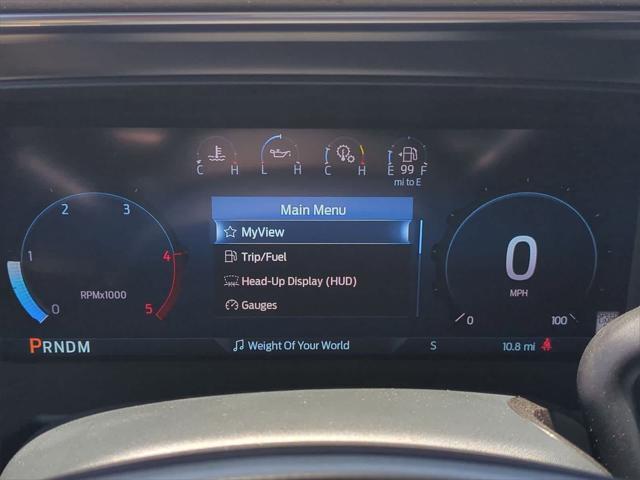 C H
L H
C H
E 99 F
mi to E
Main Menu
MyView
Trip/Fuel
Head-Up Display (HUD)
Gauges
0 1 2 3 4 5
RPMx1000
0
MPH
0 100
PRNDM
Weight Of Your World
S
10.8 mi